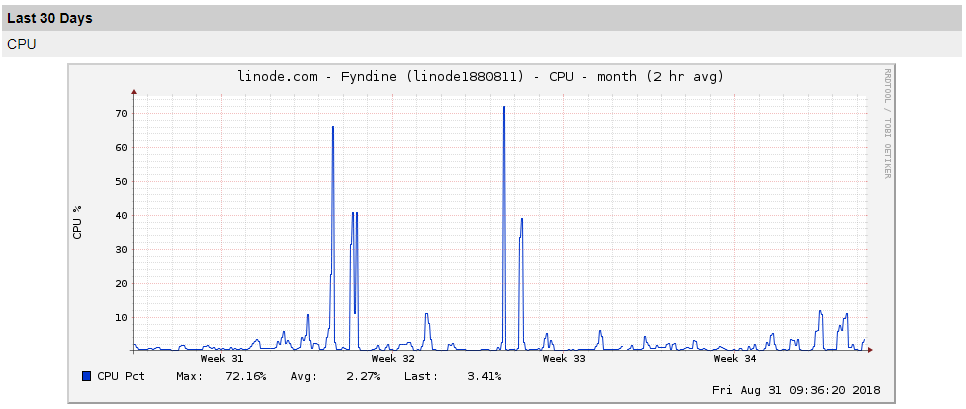 Last 30 Days
CPU
linode.com - Fyndine (linode1880811) - CPU - month (2 hr avg)
RRDTOOL / TOBI OETIKER
CPU %
70
60
50
40
30
20
10
Week 31 Week 32 Week 33 Week 34
CPU Pct Max: 72.16% Avg: 2.27% Last: 3.41%
Fri Aug 31 09:36:20 2018